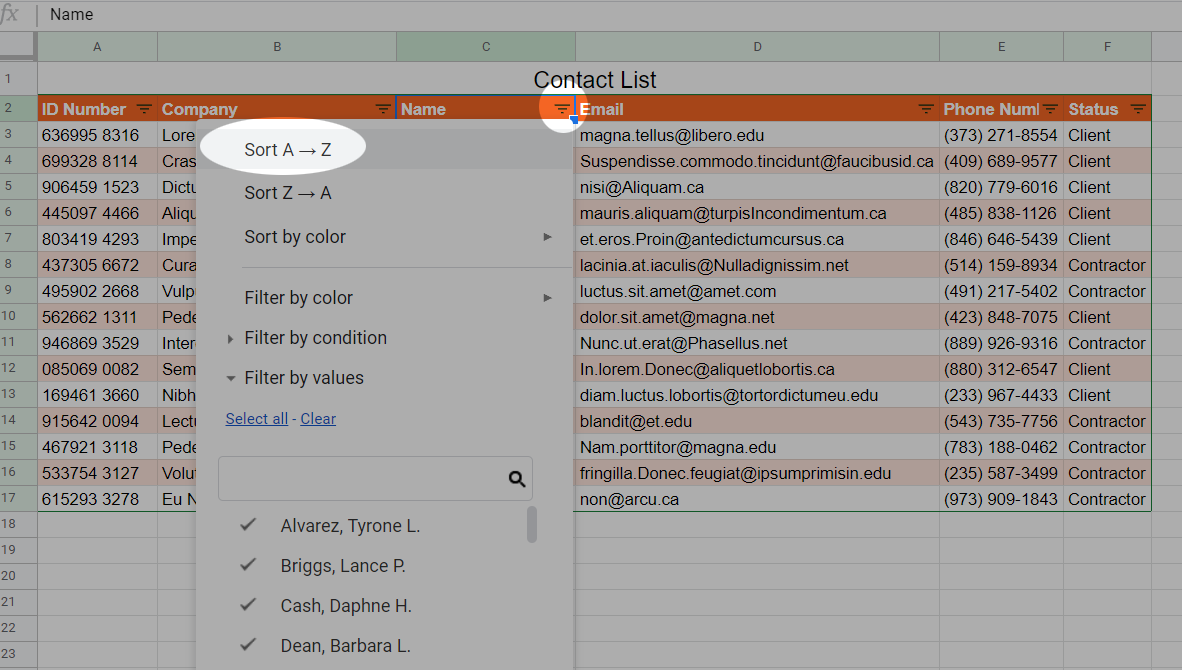 fx Name
A B C D E F
1 Contact List
2 ID Number Company Name Email Phone Numl Status
3 636995 8316 Lore magna.tellus@libero.edu (373) 271-8554 Client
Sort A → Z
4 699328 8114 Cras Suspendisse.commodo.tincidunt@faucibusid.ca (409) 689-9577 Client
5 906459 1523 Dictu nisi@Aliquam.ca (820) 779-6016 Client
Sort Z → A
6 445097 4466 Aliqu mauris.aliquam@turpisIncondimentum.ca (485) 838-1126 Client
7 803419 4293 Impe Sort by color et.eros.Proin@antedictumcursus.ca (846) 646-5439 Client
8 437305 6672 Cura lacinia.at.iaculis@Nulladignissim.net (514) 159-8934 Contractor
9 495902 2668 Vulp Filter by color luctus.sit.amet@amet.com (491) 217-5402 Contractor
10 562662 1311 Pede dolor.sit.amet@magna.net (423) 848-7075 Client
11 946869 3529 Inter Filter by condition Nunc.ut.erat@Phasellus.net (889) 926-9316 Contractor
12 085069 0082 Sem Filter by values In.lorem.Donec@aliquetlobortis.ca (880) 312-6547 Client
13 169461 3660 Nibh diam.luctus.lobortis@tortordictumeu.edu (233) 967-4433 Client
14 915642 0094 Lectu Select all - Clear blandit@et.edu (543) 735-7756 Contractor
15 467921 3118 Pede Nam.porttitor@magna.edu (783) 188-0462 Contractor
16 533754 3127 Volut fringilla.Donec.feugiat@ipsumprimisin.edu (235) 587-3499 Contractor
17 615293 3278 Eu N non@arcu.ca (973) 909-1843 Contractor
18 Alvarez, Tyrone L.
19
20 Briggs, Lance P.
21 Cash, Daphne H.
22
23 Dean, Barbara L.